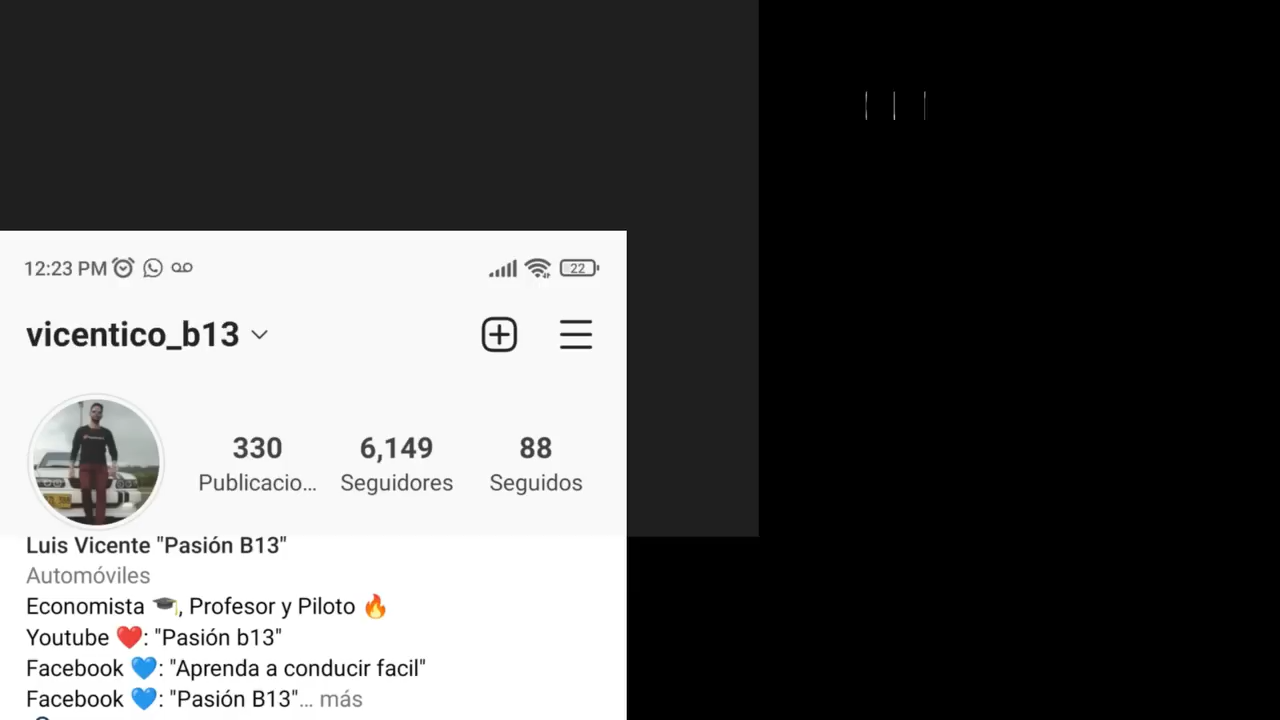 12:23 PM 22
vicentico_b13
330 6,149 88
Publicacio... Seguidores Seguidos
Luis Vicente "Pasión B13"
Automóviles
Economista 🎓, Profesor y Piloto 🔥
Youtube ❤️: "Pasión b13"
Facebook 💙: "Aprenda a conducir facil"
Facebook 💙: "Pasión B13"... más